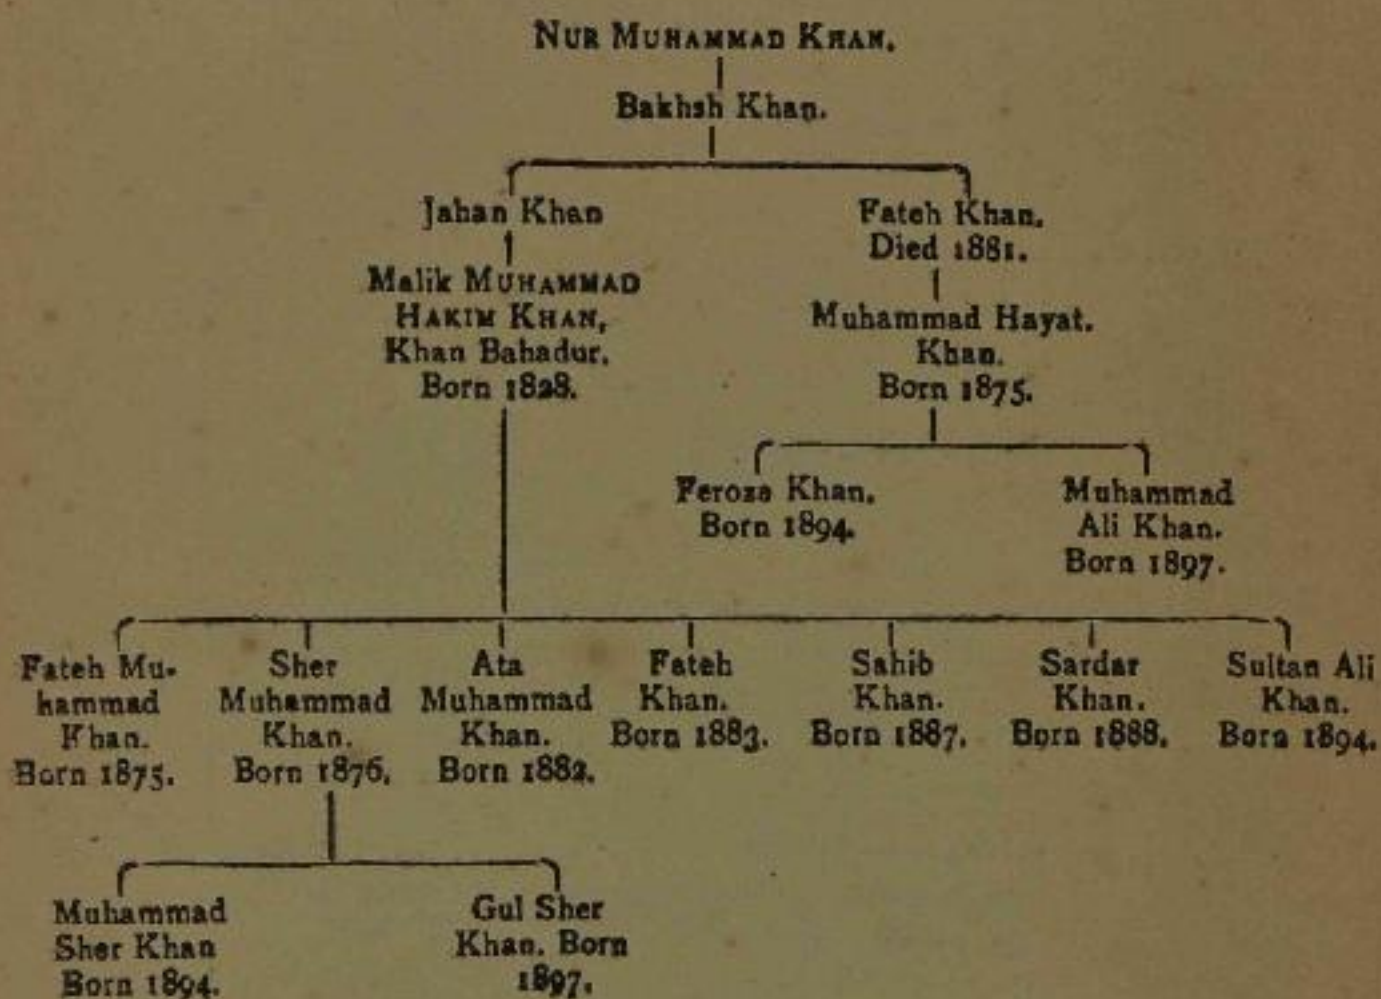 NUR MUHAMMAD KHAN.
Bakhsh Khan.
Jahan Khan
Malik MUHAMMAD
HAKIM KHAN,
Khan Bahadur.
Born 1828.
Fateh Khan.
Died 1881.
Muhammad Hayat.
Khan.
Born 1875.
Feroze Khan.
Born 1894.
Muhammad
Ali Khan.
Born 1897.
Fateh Mu-
hammad
Khan.
Born 1875.
Sher
Muhammad
Khan.
Born 1876.
Ata
Muhammad
Khan.
Born 1882.
Fateh
Khan.
Born 1883.
Sahib
Khan.
Born 1887.
Sardar
Khan.
Born 1888.
Sultan Ali
Khan.
Born 1894.
Muhammad
Sher Khan
Born 1894.
Gul Sher
Khan. Born
1897.